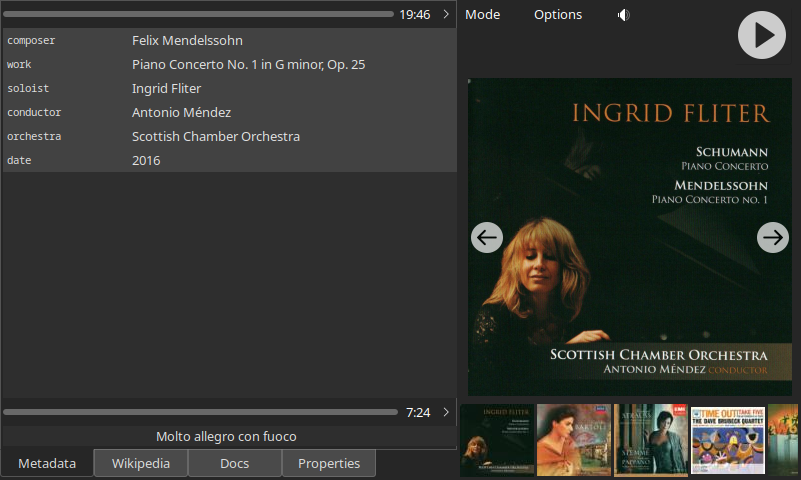 19:46
Mode Options
composer Felix Mendelssohn
work Piano Concerto No. 1 in G minor, Op. 25
soloist Ingrid Fliter
conductor Antonio Méndez
orchestra Scottish Chamber Orchestra
date 2016
INGRID FLITER
SCHUMANN
PIANO CONCERTO
MENDELSSOHN
PIANO CONCERTO NO. 1
SCOTTISH CHAMBER ORCHESTRA
ANTONIO MÉNDEZ CONDUCTOR
7:24
Molto allegro con fuoco
Metadata Wikipedia Docs Properties
INGRID FLITER
BARTOLI
STRAUSS
STEMME
PAPPANO
EMI
TIME OUT TAKE FIVE
THE DAVE BRUBECK QUARTET